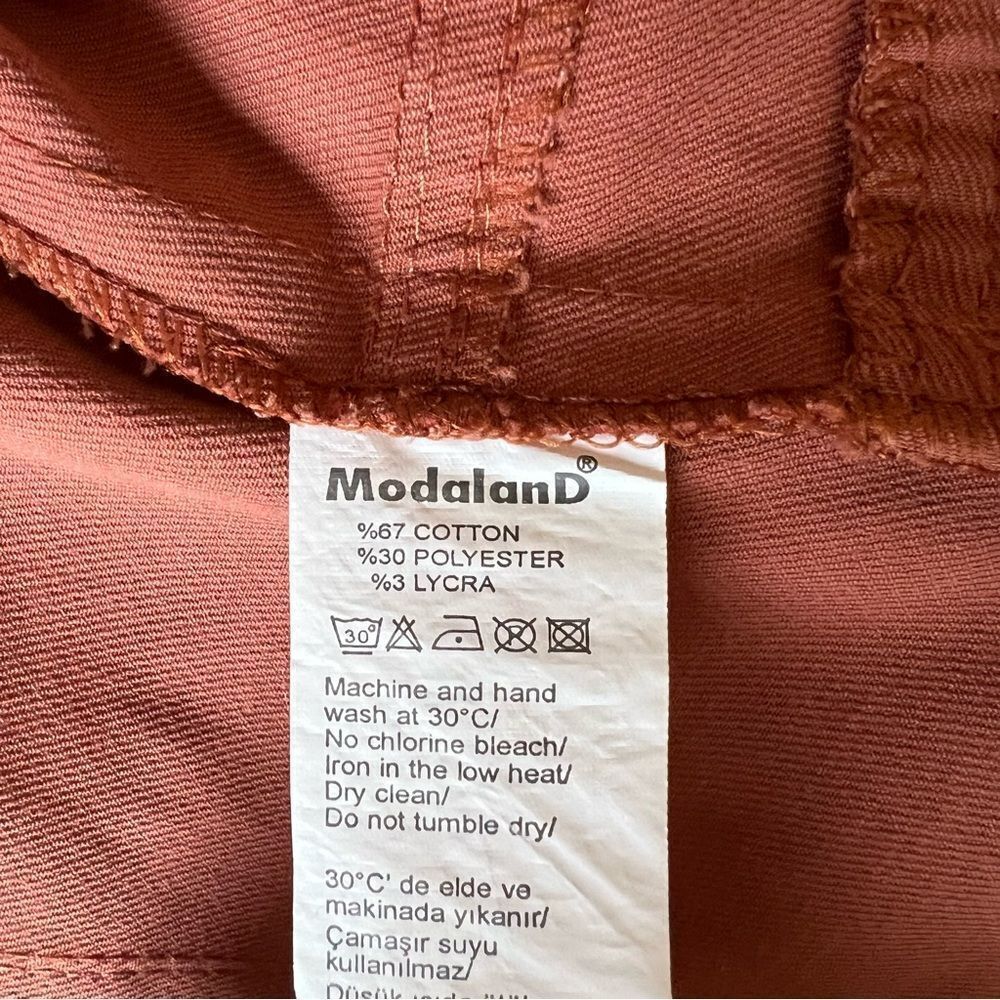 ModalanD®
%67 COTTON
%30 POLYESTER
%3 LYCRA
30°
Machine and hand
wash at 30°C/
No chlorine bleach/
Iron in the low heat/
Dry clean/
Do not tumble dry/
30°C' de elde ve
makinada yıkanır/
Çamaşır suyu
kullanılmaz/
Düşük